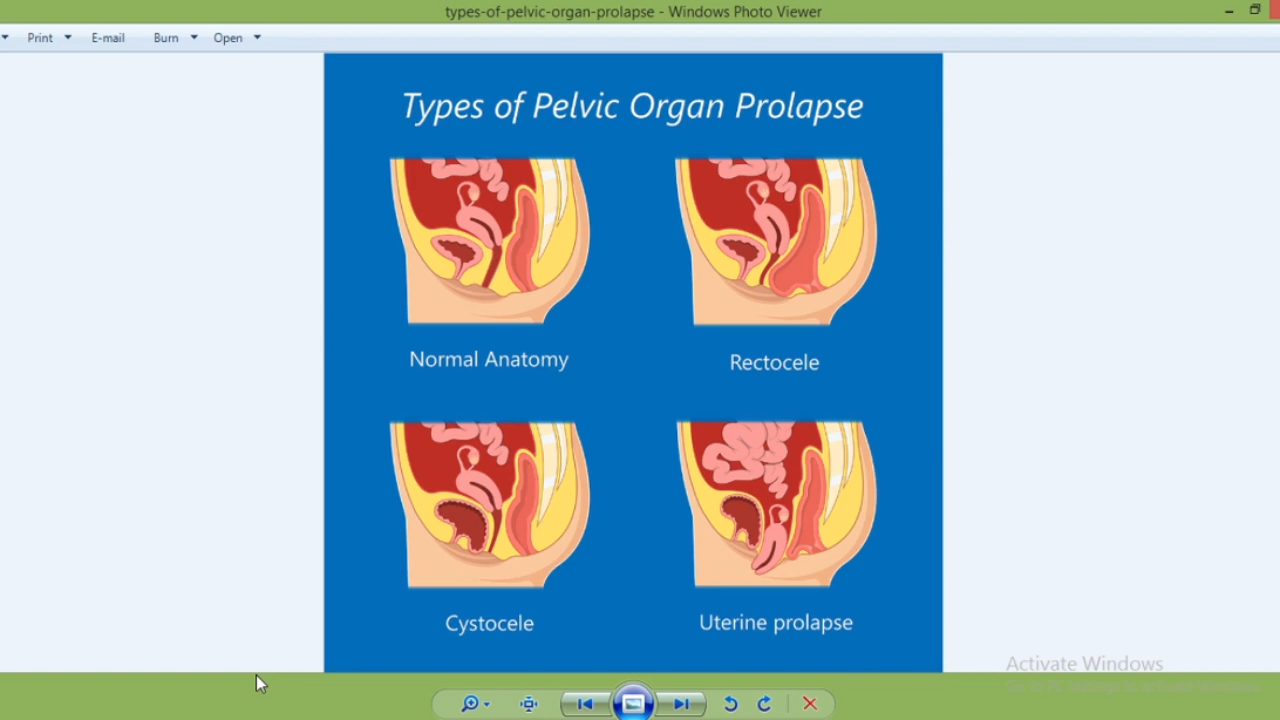 types-of-pelvic-organ-prolapse - Windows Photo Viewer
Print E-mail Burn Open
Types of Pelvic Organ Prolapse
Normal Anatomy
Rectocele
Cystocele
Uterine prolapse
Activate Windows